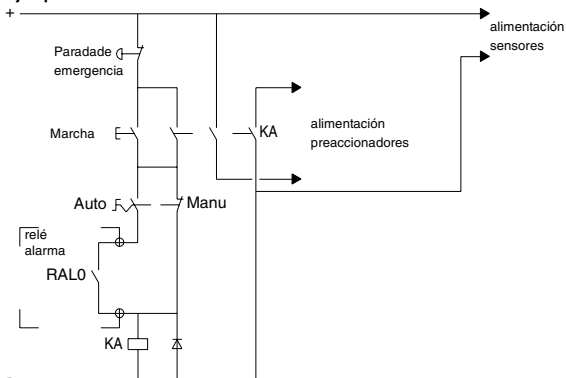 +
alimentación
sensores
Paradade
emergencia
Marcha
KA
alimentación
preaccionadores
Auto
Manu
relé
alarma
RAL0
KA